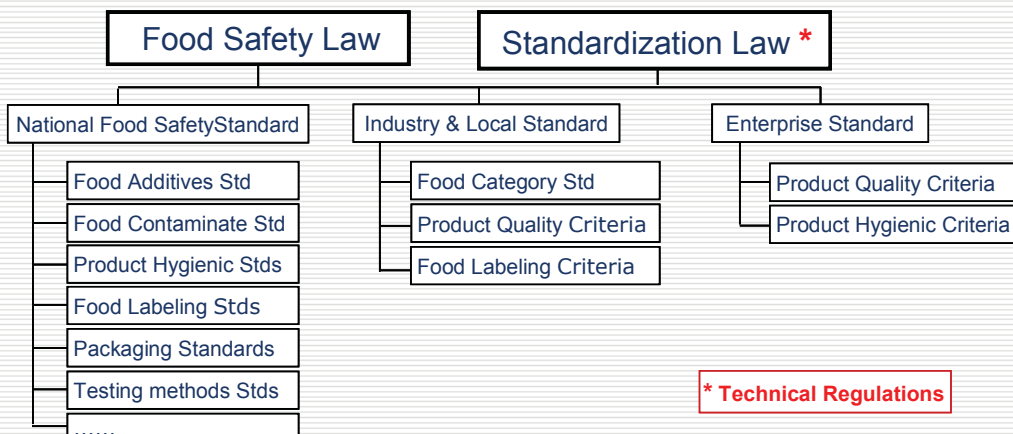 Food Safety Law
Standardization Law *
National Food SafetyStandard
Food Additives Std
Food Contaminate Std
Product Hygienic Stds
Food Labeling Stds
Packaging Standards
Testing methods Stds
......
Industry & Local Standard
Food Category Std
Product Quality Criteria
Food Labeling Criteria
Enterprise Standard
Product Quality Criteria
Product Hygienic Criteria
* Technical Regulations